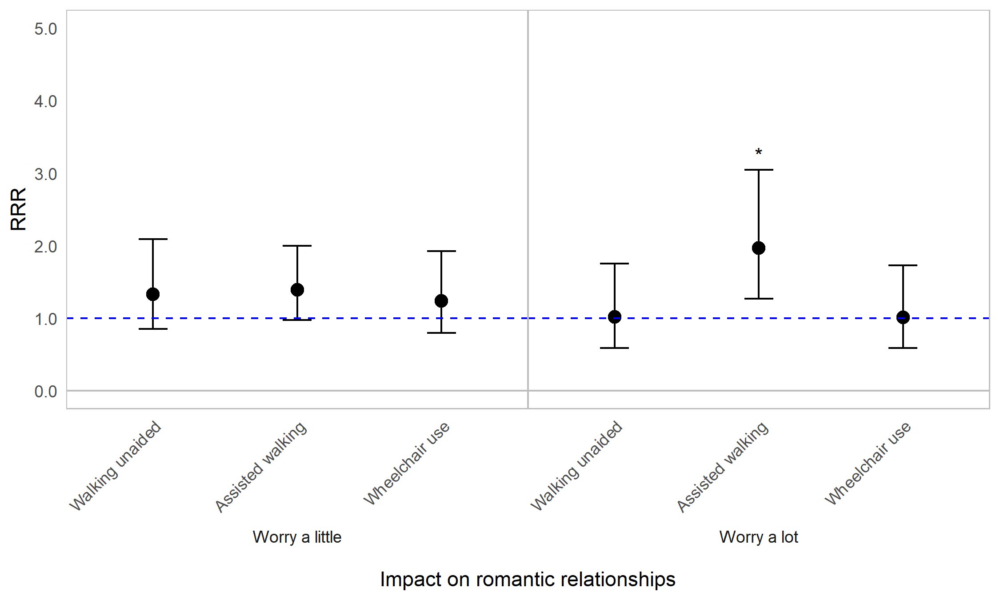 5.0
4.0
3.0
2.0
1.0
0.0
RRR
*
Walking unaided
Assisted walking
Wheelchair use
Walking unaided
Assisted walking
Wheelchair use
Worry a little
Worry a lot
Impact on romantic relationships